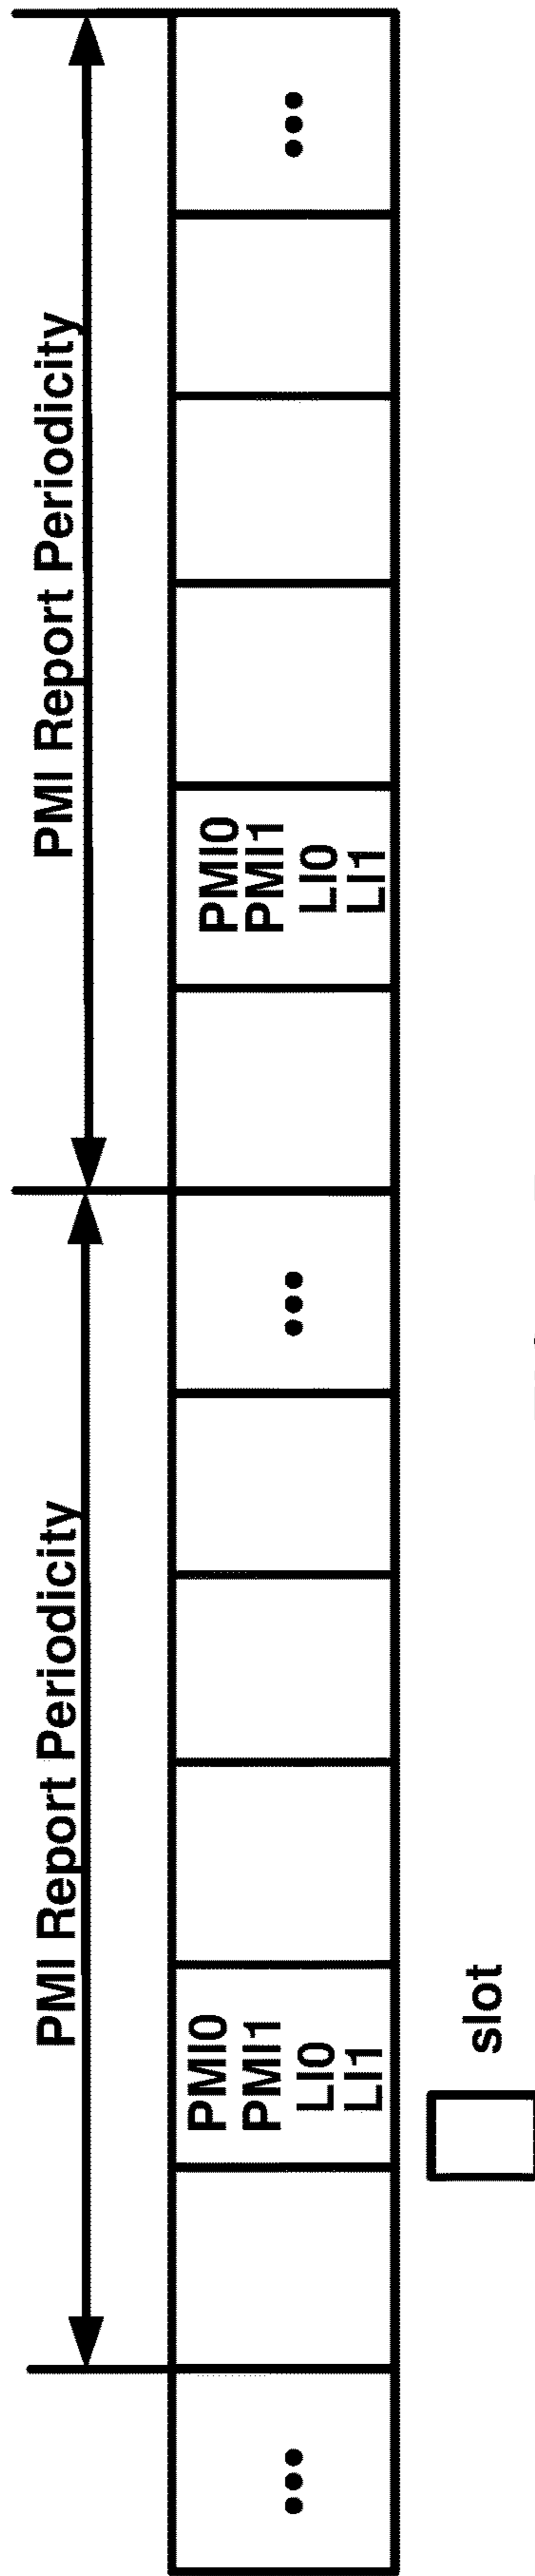 PMI Report Periodicity
PMI Report Periodicity
...
PMI0
PMI1
LI0
LI1
...
PMI0
PMI1
LI0
LI1
...
slot